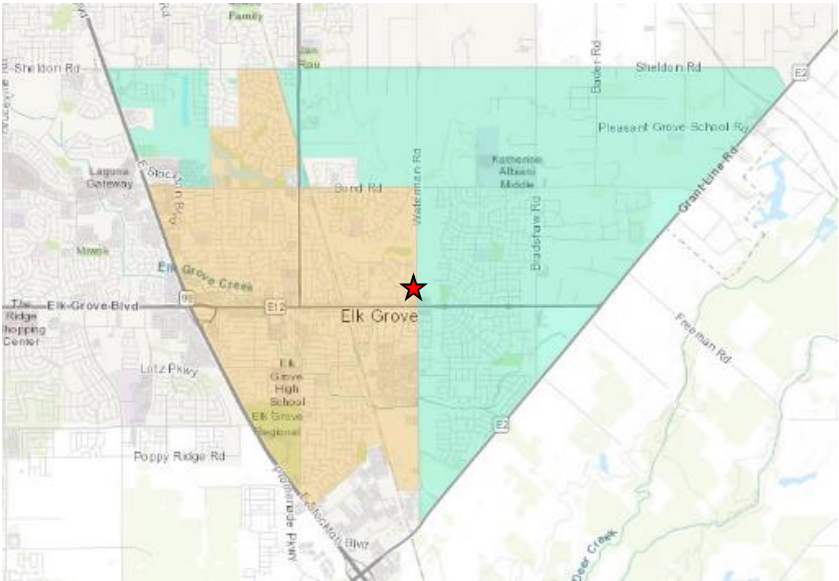 Family
Sheldon Rd
Sheldon Rd
Bader Rd
E2
Pleasant Grove School Rd
Laguna
Gateway
E Stockton Blvd
Bond Rd
Waterman Rd
Katherine
Albiani
Middle
Grant Line Rd
Bradshaw Rd
Elk Grove Creek
99
The
Ridge
Shopping
Center
Elk Grove Blvd
E12
Elk Grove
Freeman Rd
Lotz Pkwy
Elk
Grove
High
School
Elk Grove
Regional
E2
Poppy Ridge Rd
Promenade Pkwy
E Stockton Blvd
Deer Creek